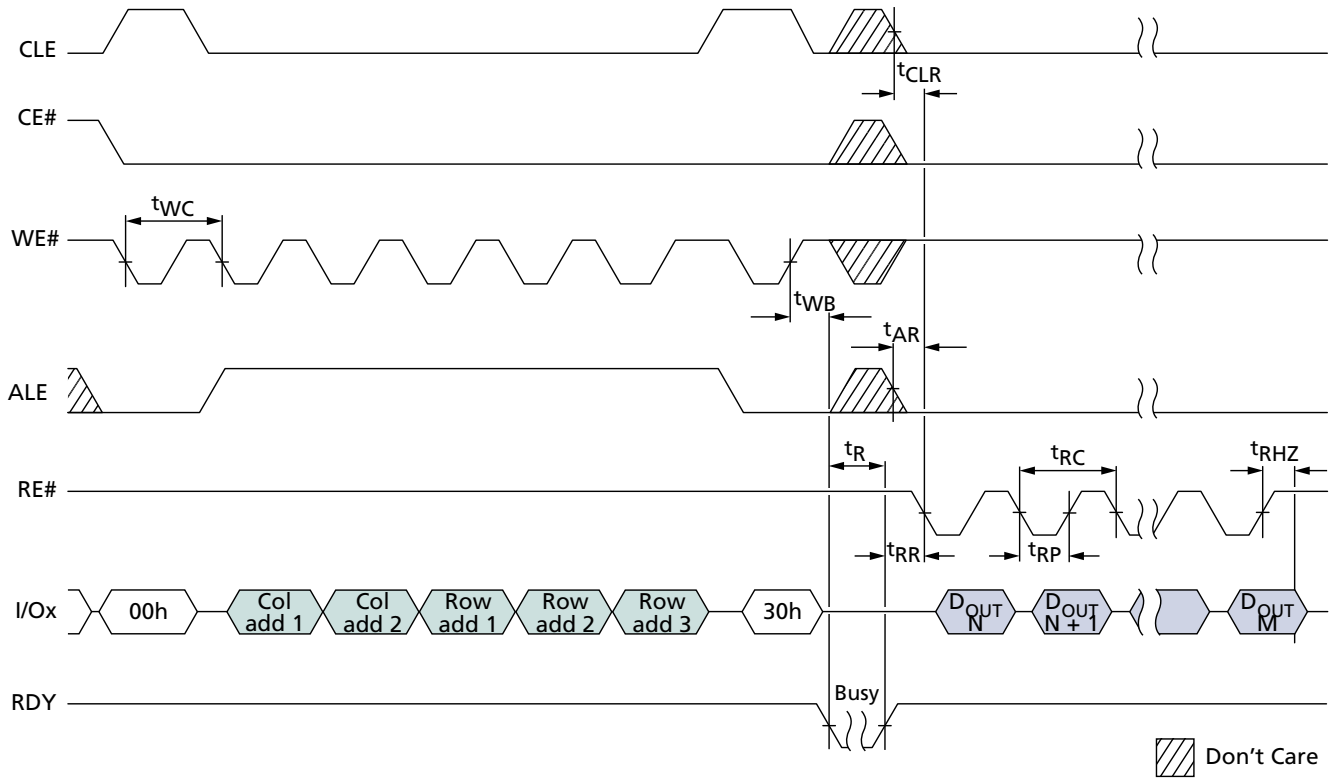 CLE
tCLR
CE#
tWC
WE#
tWB
tAR
ALE
tR
tRC
tRHZ
RE#
tRR
tRP
I/Ox
00h
Col
add 1
Col
add 2
Row
add 1
Row
add 2
Row
add 3
30h
DOUT
N
DOUT
N + 1
DOUT
M
RDY
Busy
Don't Care